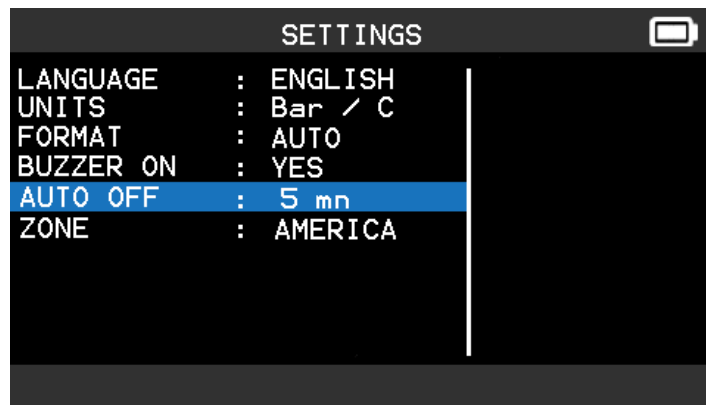 SETTINGS
LANGUAGE : ENGLISH
UNITS : Bar / C
FORMAT : AUTO
BUZZER ON : YES
AUTO OFF : 5 mn
ZONE : AMERICA